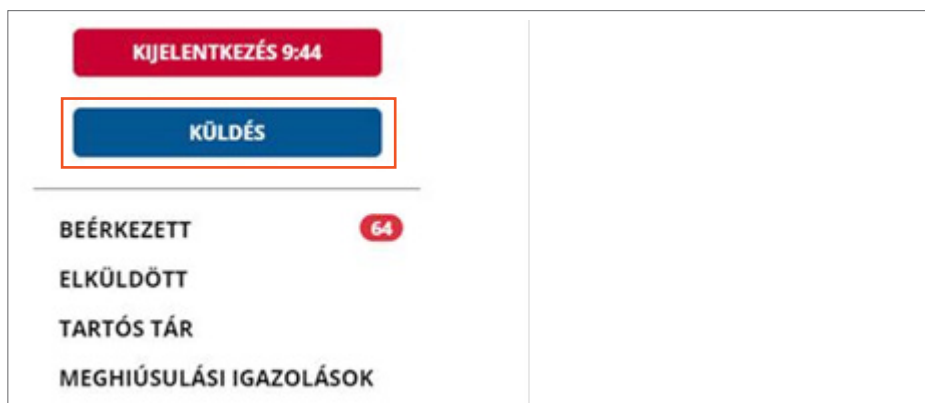 KIJELENTKEZÉS 9:44
KÜLDÉS
BEÉRKEZETT 64
ELKÜLDÖTT
TARTÓS TÁR
MEGHIÚSULÁSI IGAZOLÁSOK